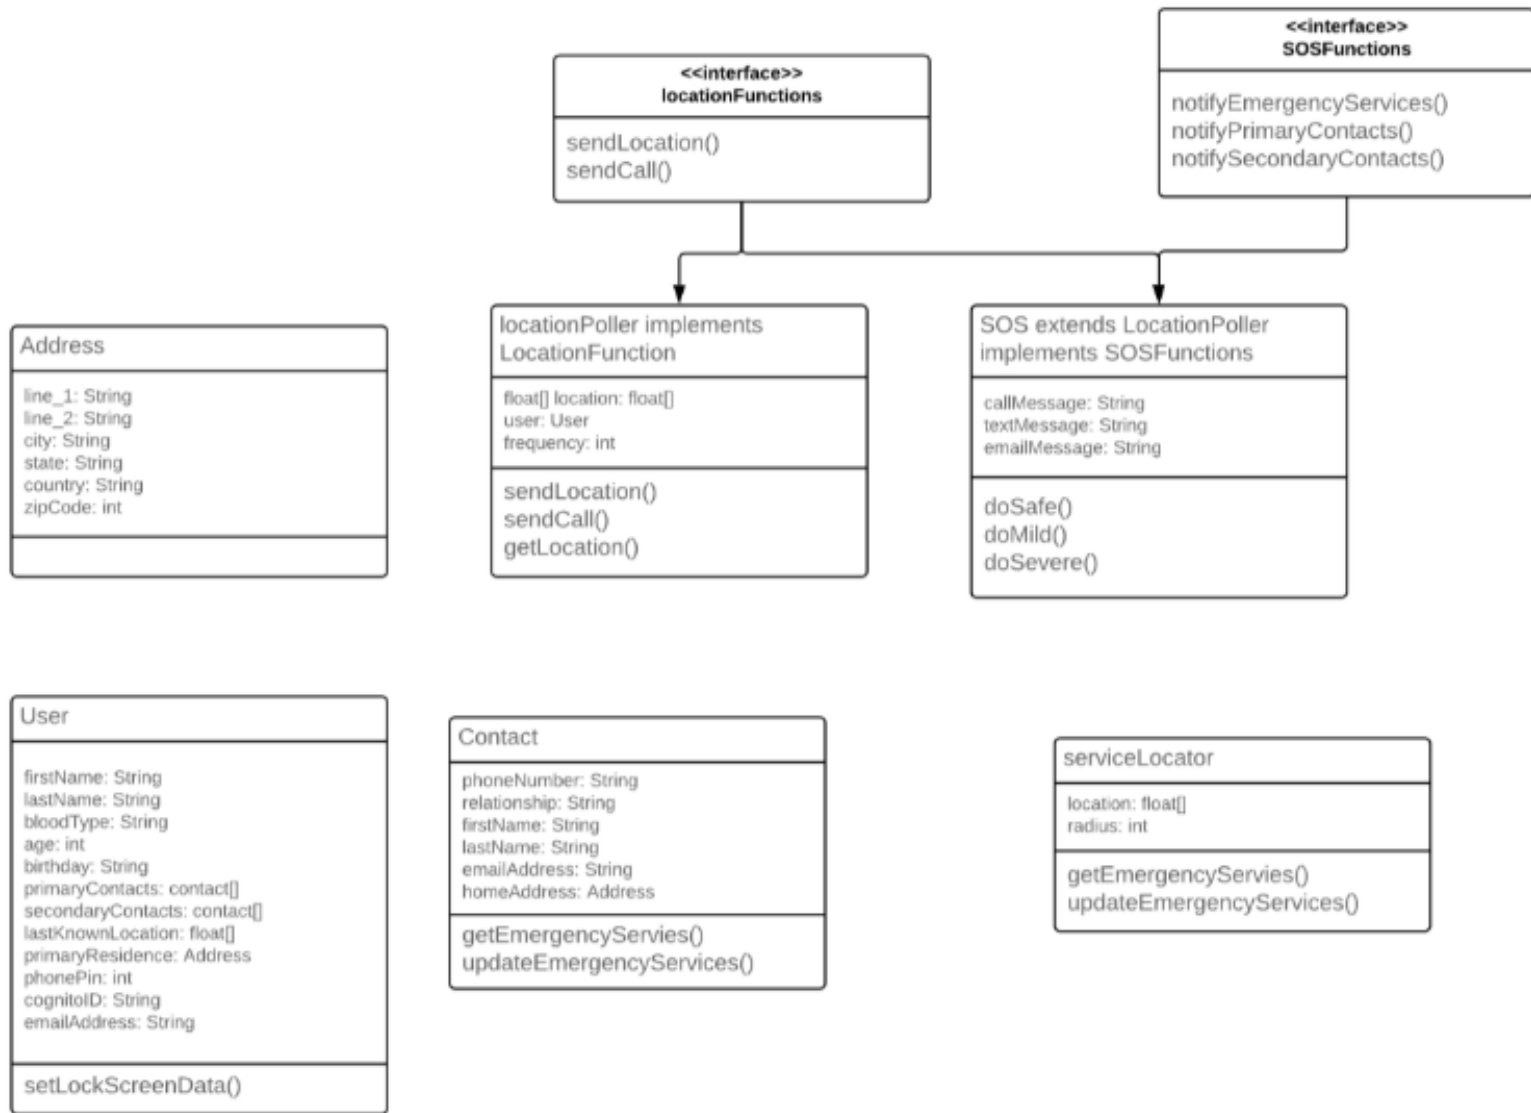 <<interface>>
SOSFunctions
notifyEmergencyServices()
notifyPrimaryContacts()
notifySecondaryContacts()
<<interface>>
locationFunctions
sendLocation()
sendCall()
locationPoller implements
LocationFunction
float[] location: float[]
user: User
frequency: int
sendLocation()
sendCall()
getLocation()
SOS extends LocationPoller
implements SOSFunctions
callMessage: String
textMessage: String
emailMessage: String
doSafe()
doMild()
doSevere()
Address
line_1: String
line_2: String
city: String
state: String
country: String
zipCode: int
User
firstName: String
lastName: String
bloodType: String
age: int
birthday: String
primaryContacts: contact[]
secondaryContacts: contact[]
lastKnownLocation: float[]
primaryResidence: Address
phonePin: int
cognitoID: String
emailAddress: String
setLockScreenData()
Contact
phoneNumber: String
relationship: String
firstName: String
lastName: String
emailAddress: String
homeAddress: Address
getEmergencyServies()
updateEmergencyServices()
serviceLocator
location: float[]
radius: int
getEmergencyServies()
updateEmergencyServices()